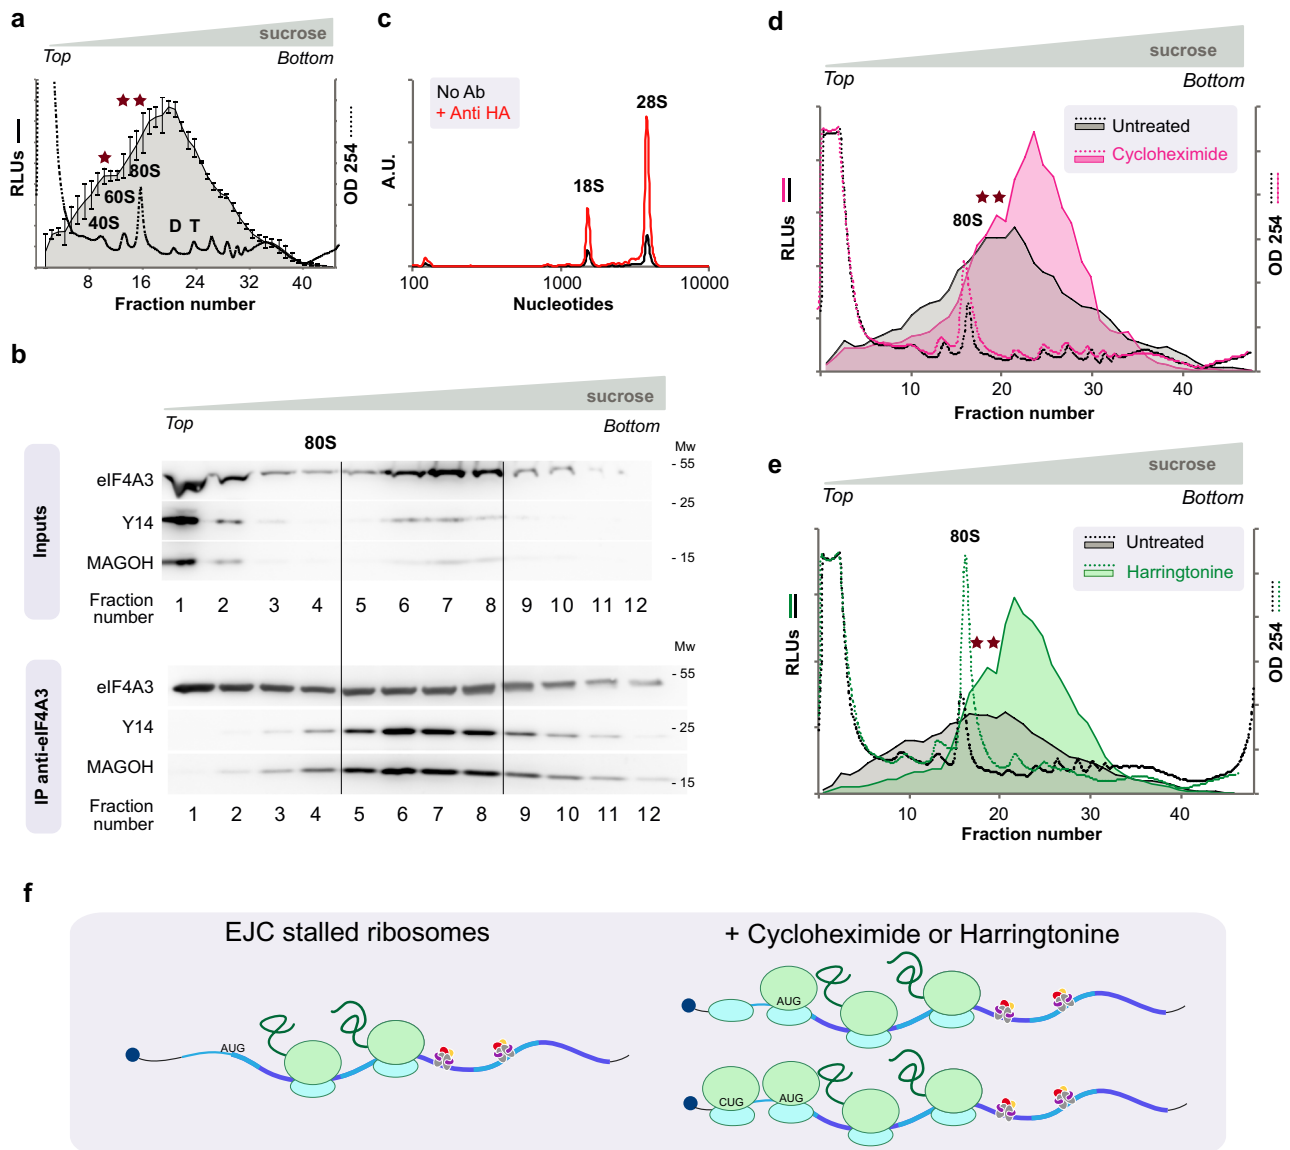 a
sucrose
Top
Bottom
RLUs
OD 254
40S
60S
80S
D T
8 16 24 32 40
Fraction number
c
No Ab
+ Anti HA
A.U.
18S
28S
100 1000 10000
Nucleotides
d
sucrose
Top
Bottom
Untreated
Cycloheximide
RLUs
OD 254
80S
10 20 30 40
Fraction number
b
sucrose
Top
Bottom
80S
Mw
Inputs
eIF4A3
- 55
- 25
Y14
MAGOH
- 15
Fraction
number
1 2 3 4 5 6 7 8 9 10 11 12
Mw
IP anti-eIF4A3
eIF4A3
- 55
Y14
- 25
MAGOH
- 15
Fraction
number
1 2 3 4 5 6 7 8 9 10 11 12
e
sucrose
Top
Bottom
80S
Untreated
Harringtonine
RLUs
OD 254
10 20 30 40
Fraction number
f
EJC stalled ribosomes
AUG
+ Cycloheximide or Harringtonine
AUG
CUG
AUG